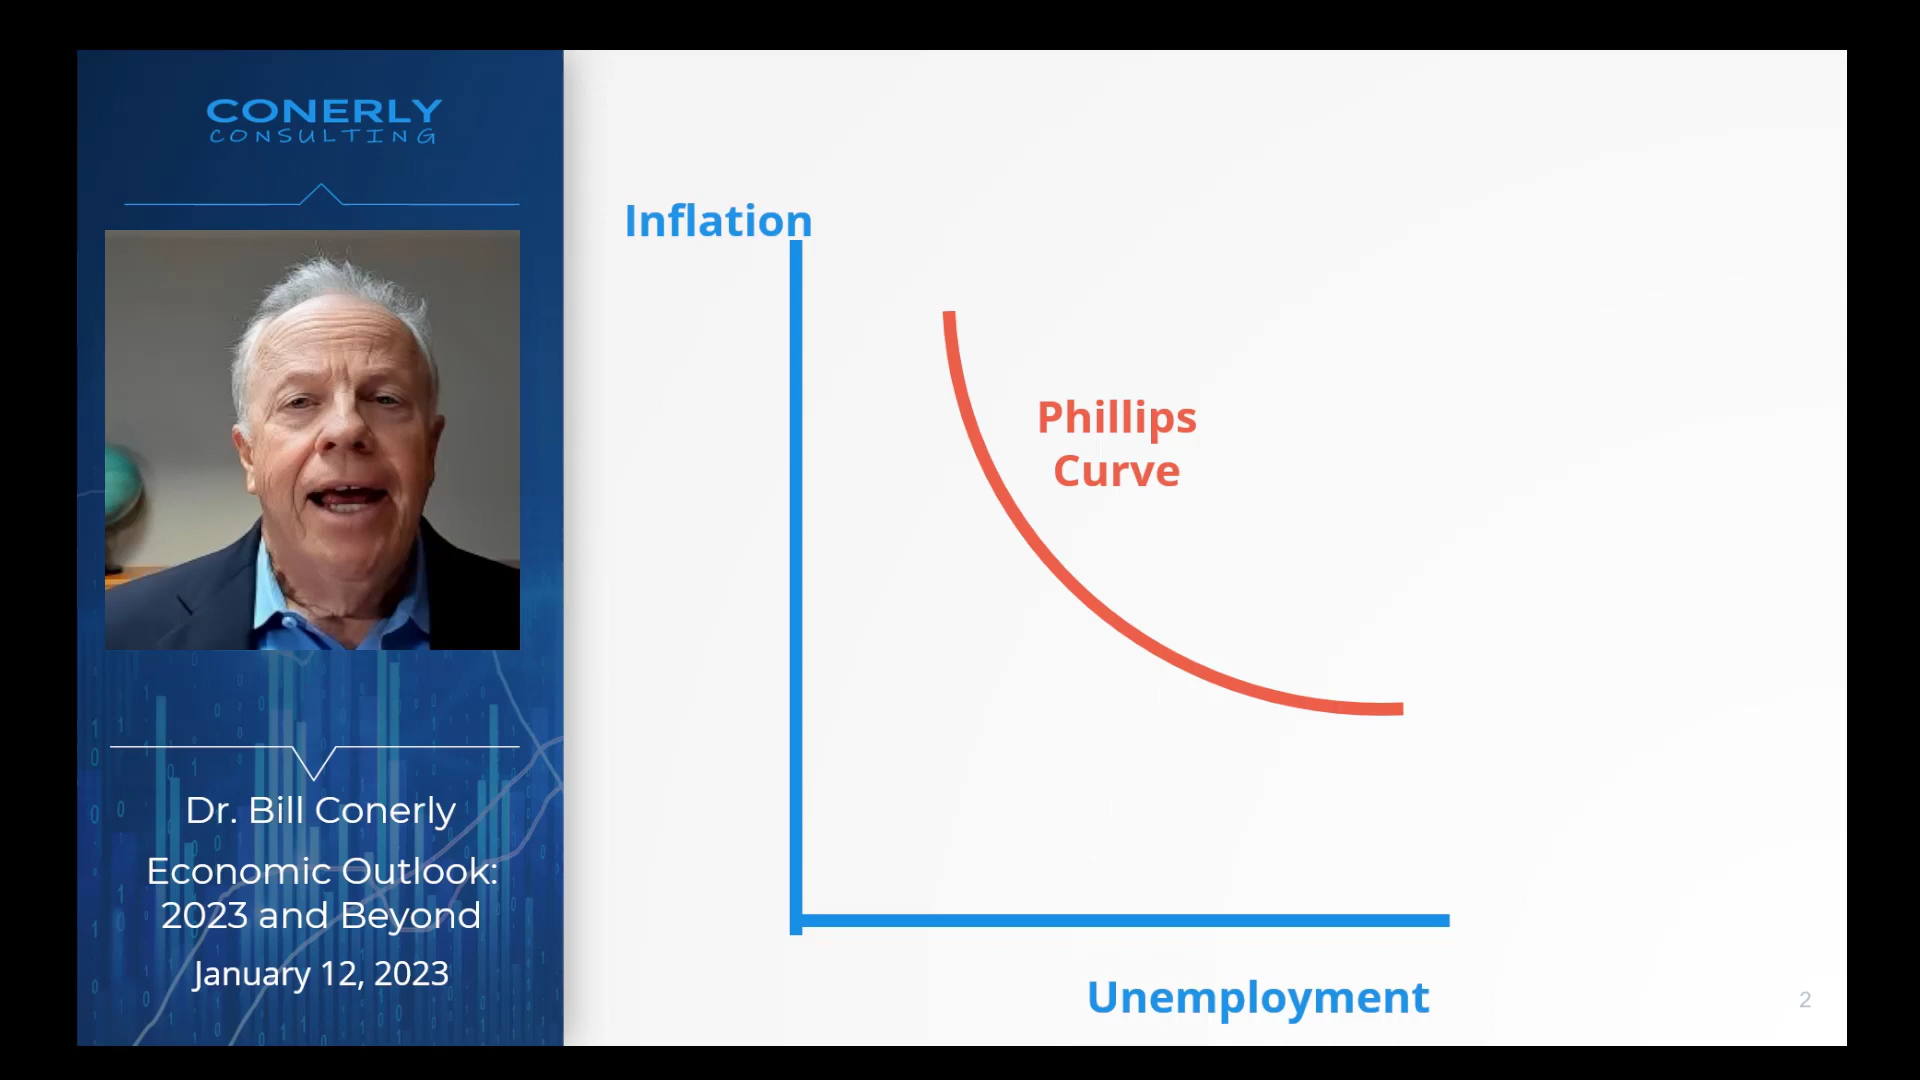 CONERLY
CONSULTING
Dr. Bill Conerly
Economic Outlook:
2023 and Beyond
January 12, 2023
Inflation
Phillips
Curve
Unemployment
2